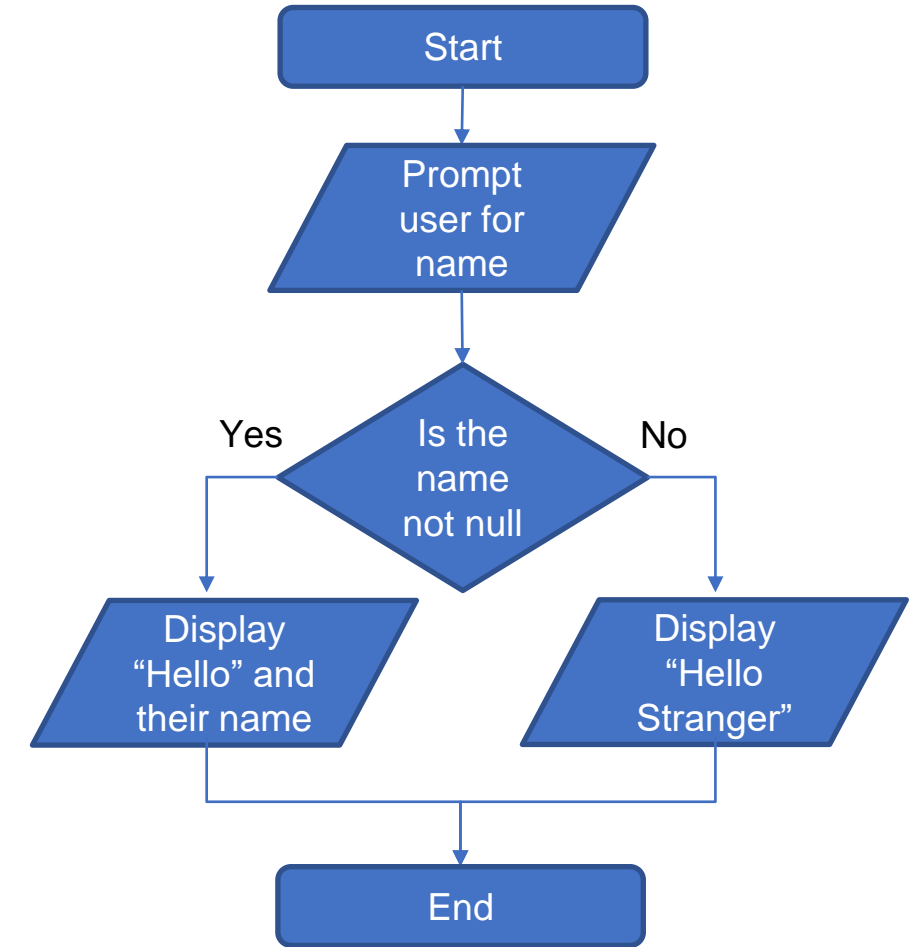 Start
Prompt
user for
name
Yes
Is the
name
not null
No
Display
“Hello” and
their name
Display
“Hello
Stranger”
End